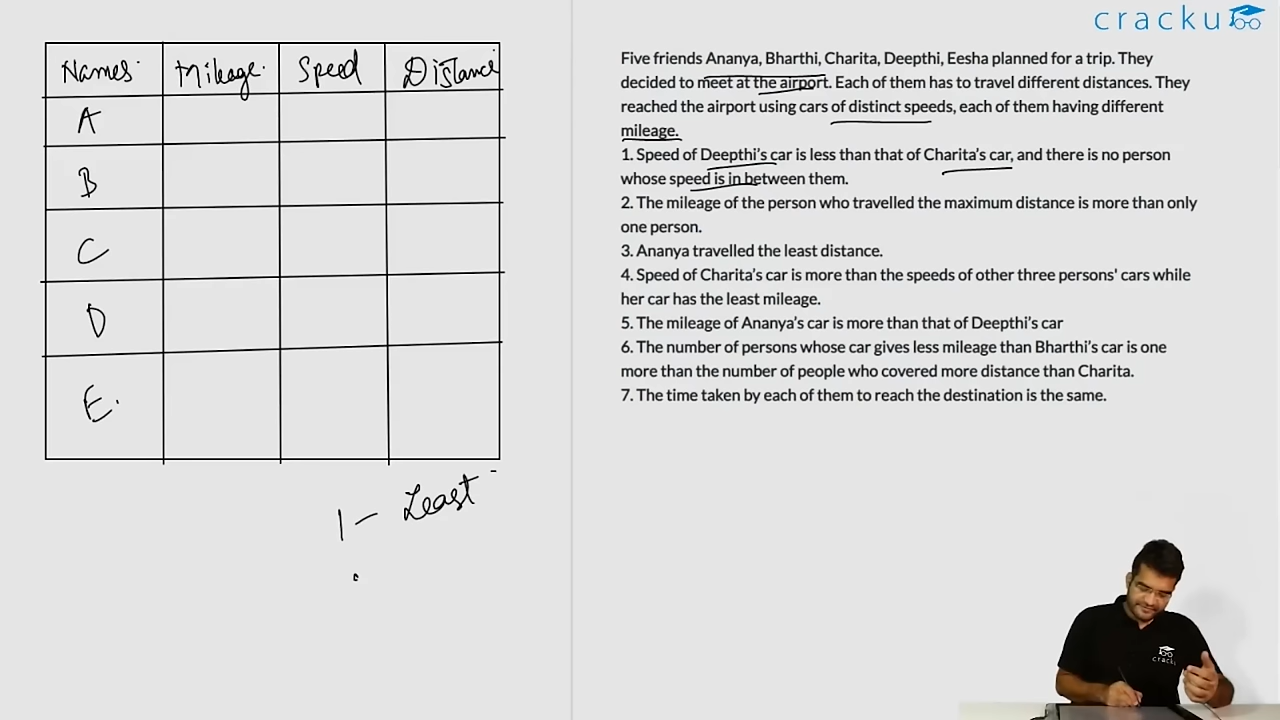 cracku
Names Mileage Speed Distance
A
B
C
D
E
1 - Least
Five friends Ananya, Bharthi, Charita, Deepthi, Eesha planned for a trip. They
decided to meet at the airport. Each of them has to travel different distances. They
reached the airport using cars of distinct speeds, each of them having different
mileage.
1. Speed of Deepthi's car is less than that of Charita's car, and there is no person
whose speed is in between them.
2. The mileage of the person who travelled the maximum distance is more than only
one person.
3. Ananya travelled the least distance.
4. Speed of Charita's car is more than the speeds of other three persons' cars while
her car has the least mileage.
5. The mileage of Ananya's car is more than that of Deepthi's car
6. The number of persons whose car gives less mileage than Bharthi's car is one
more than the number of people who covered more distance than Charita.
7. The time taken by each of them to reach the destination is the same.
cracku